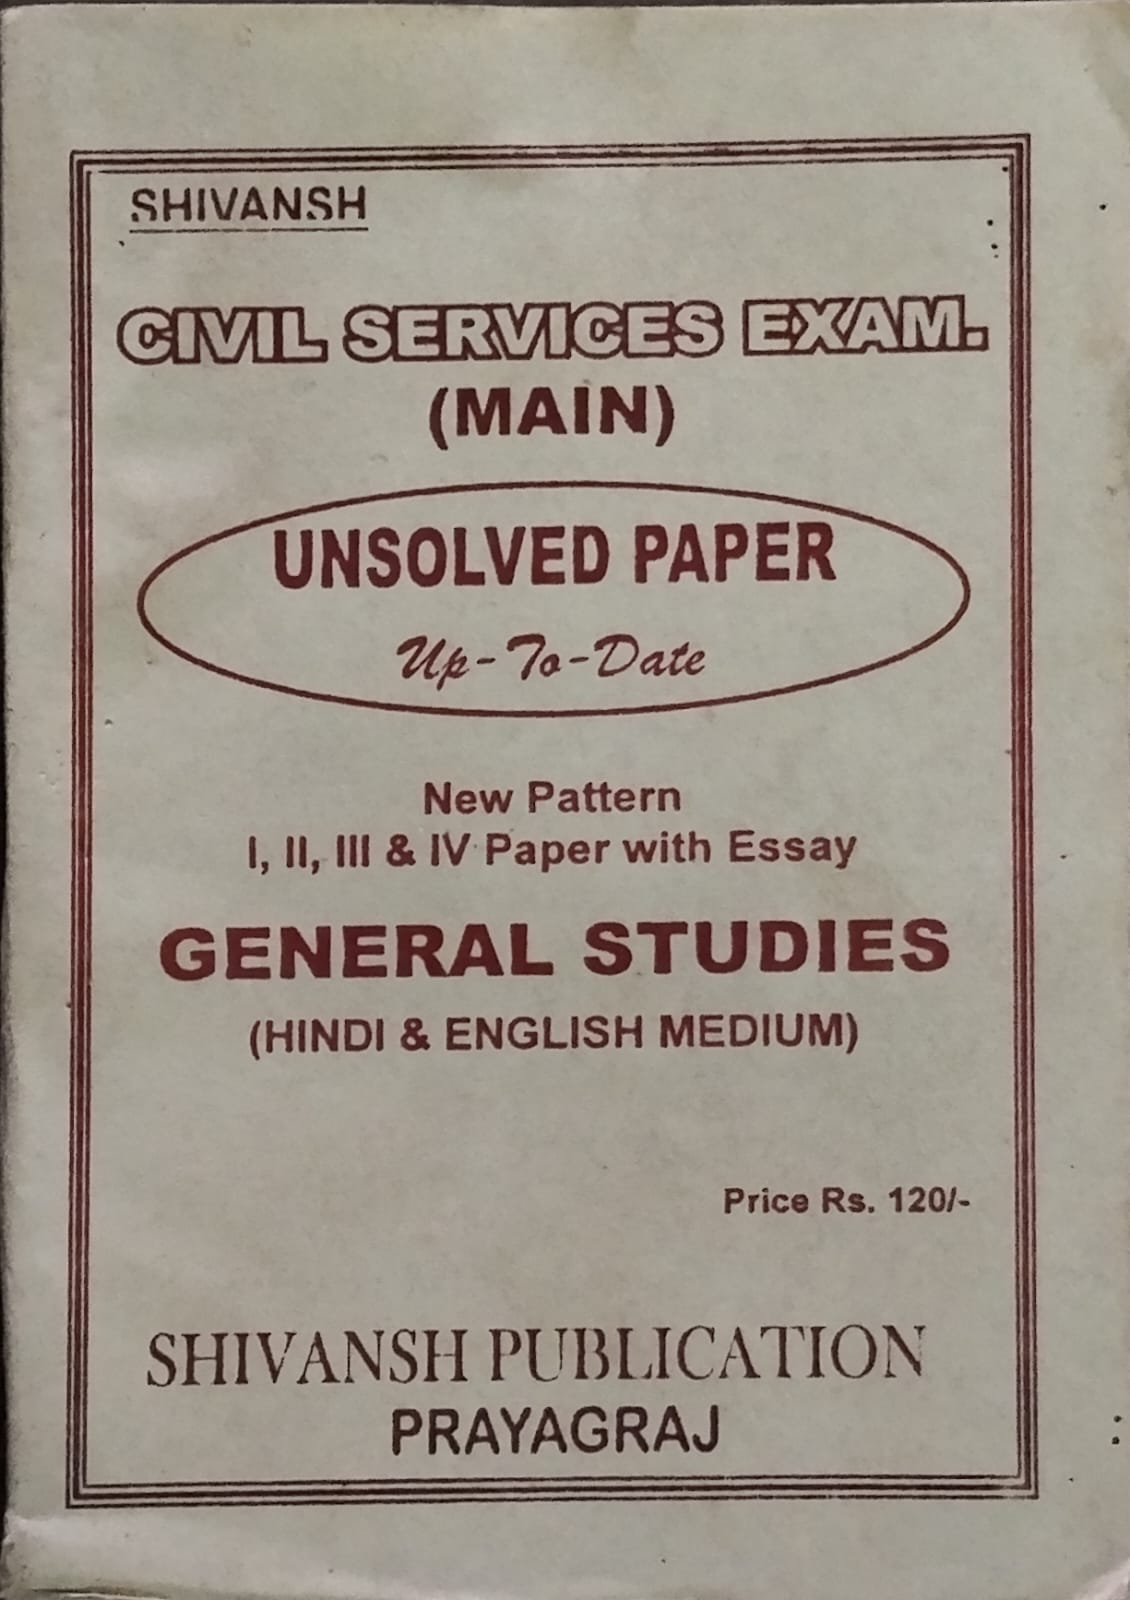 SHIVANSH
CIVIL SERVICES EXAM.
(MAIN)
UNSOLVED PAPER
Up-To-Date
New Pattern
I, II, III & IV Paper with Essay
GENERAL STUDIES
(HINDI & ENGLISH MEDIUM)
Price Rs. 120/-
SHIVANSH PUBLICATION
PRAYAGRAJ